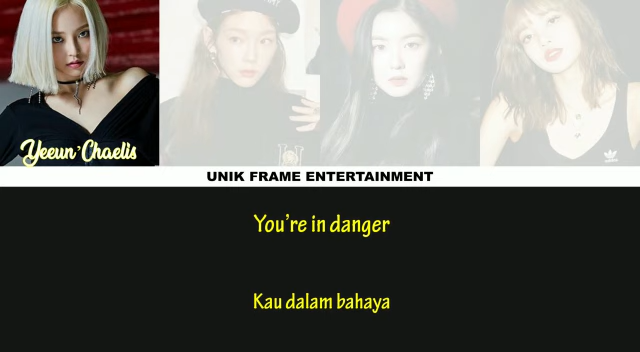 Yeeun'Chaelis
UNIK FRAME ENTERTAINMENT
You're in danger
Kau dalam bahaya